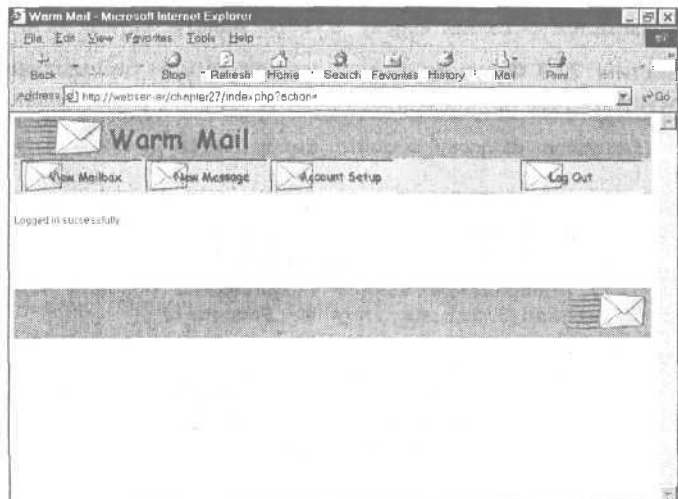 Warm Mail - Microsoft Internet Explorer
File Edit View Favorites Tools Help
Back Stop Refresh Home Search Favorites History Mail Print
Address http://webserver/chapter27/index.php?action=
Go
Warm Mail
View Mailbox New Message Account Setup Log Out
Logged in successfully